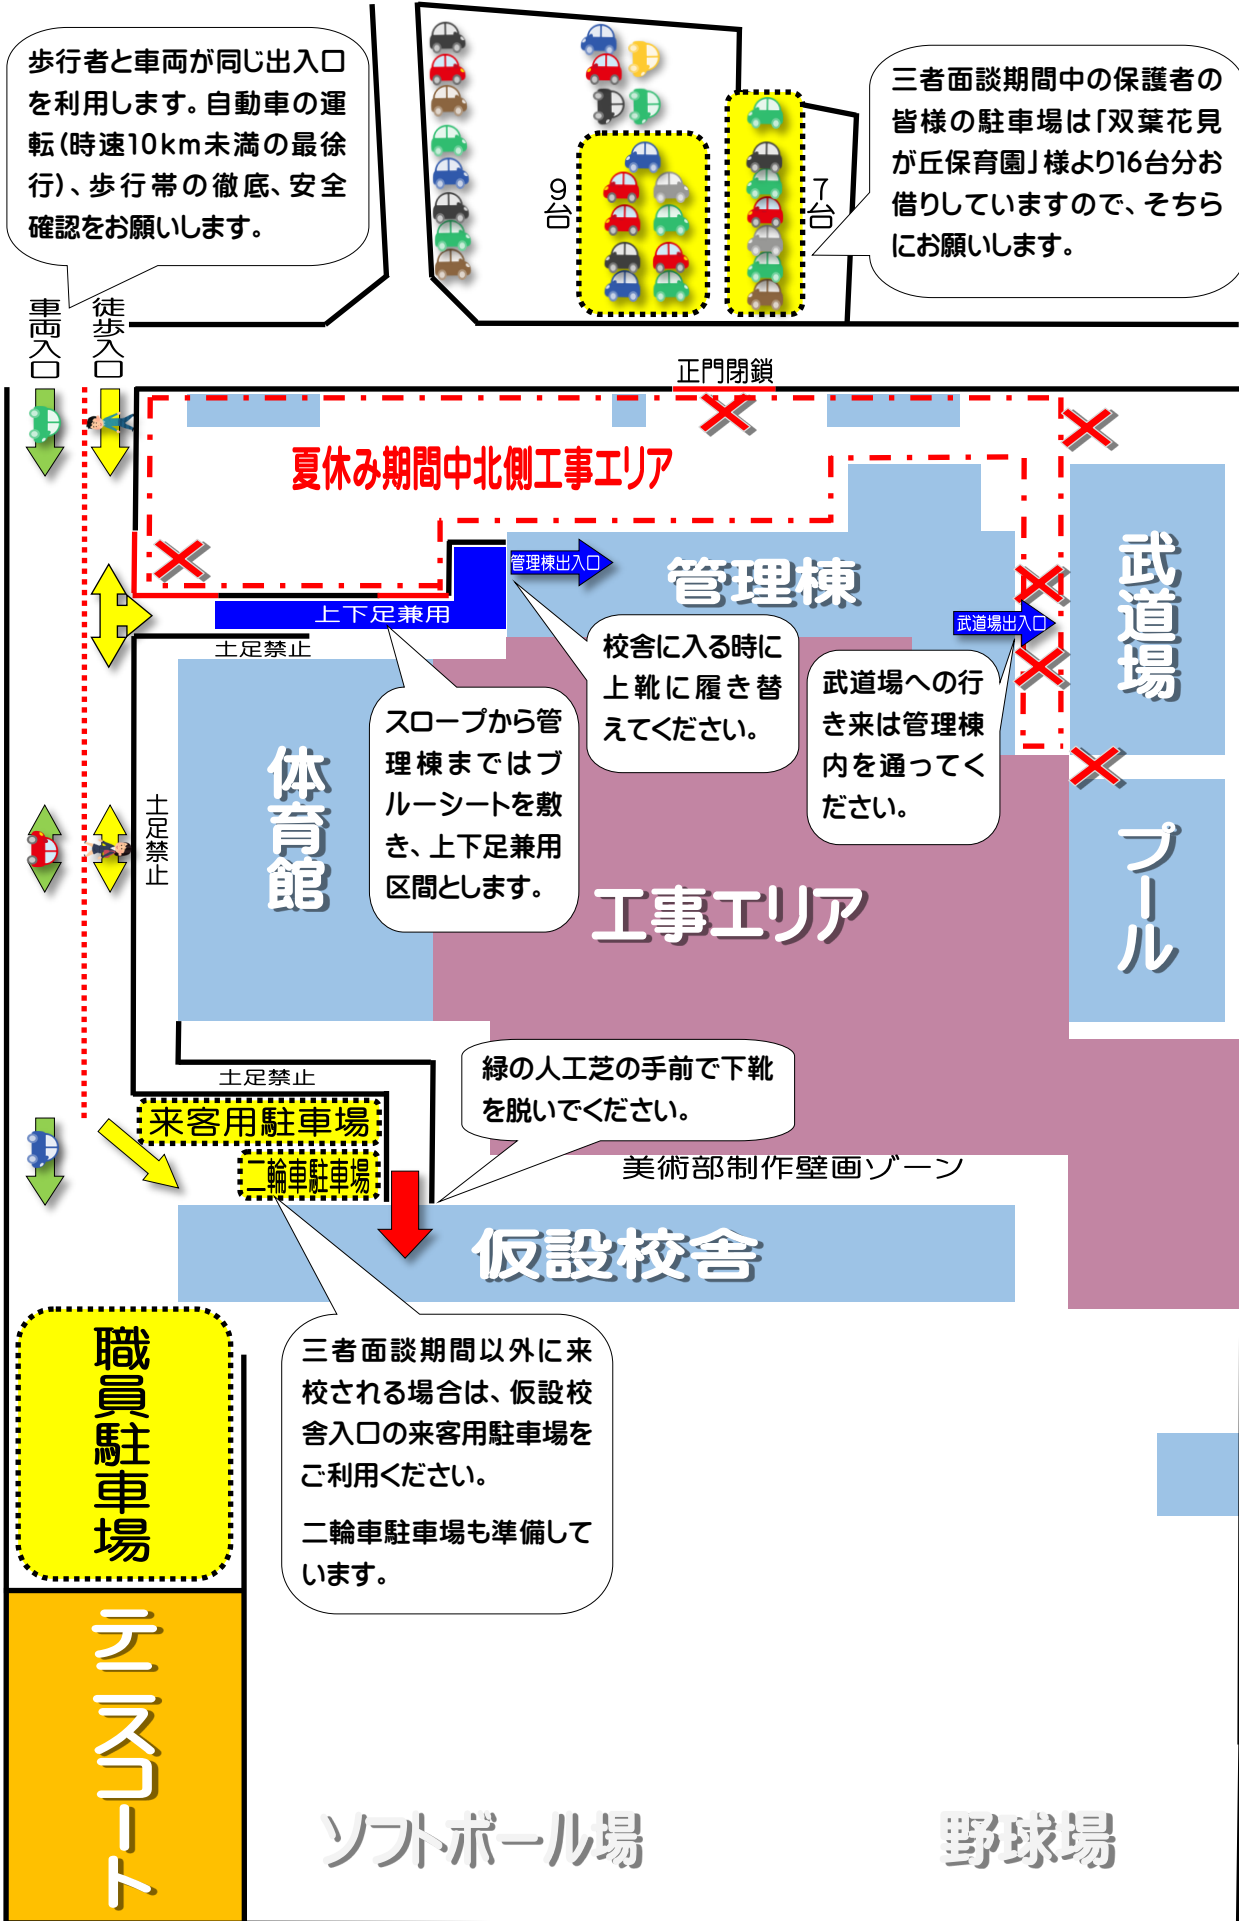 歩行者と車両が同じ出入口
を利用します。自動車の運
転(時速10km未満の最徐
行)、歩行帯の徹底、安全
確認をお願いします。
三者面談期間中の保護者の
皆様の駐車場は「双葉花見
が丘保育園」様より16台分お
借りしていますので、そちら
にお願いします。
9台
7台
車両入口
徒歩入口
正門閉鎖
夏休み期間中北側工事エリア
管理棟出入口
管理棟
武道場
上下足兼用
武道場出入口
土足禁止
校舎に入る時に
上靴に履き替
えてください。
武道場への行
き来は管理棟
内を通ってく
ださい。
スロープから管
理棟まではブ
ルーシートを敷
き、上下足兼用
区間とします。
体育館
土足禁止
工事エリア
プール
緑の人工芝の手前で下靴
を脱いでください。
土足禁止
来客用駐車場
二輪車駐車場
美術部制作壁画ゾーン
仮設校舎
三者面談期間以外に来
校される場合は、仮設校
舎入口の来客用駐車場を
ご利用ください。
二輪車駐車場も準備して
います。
職員駐車場
テニスコート
ソフトボール場
野球場